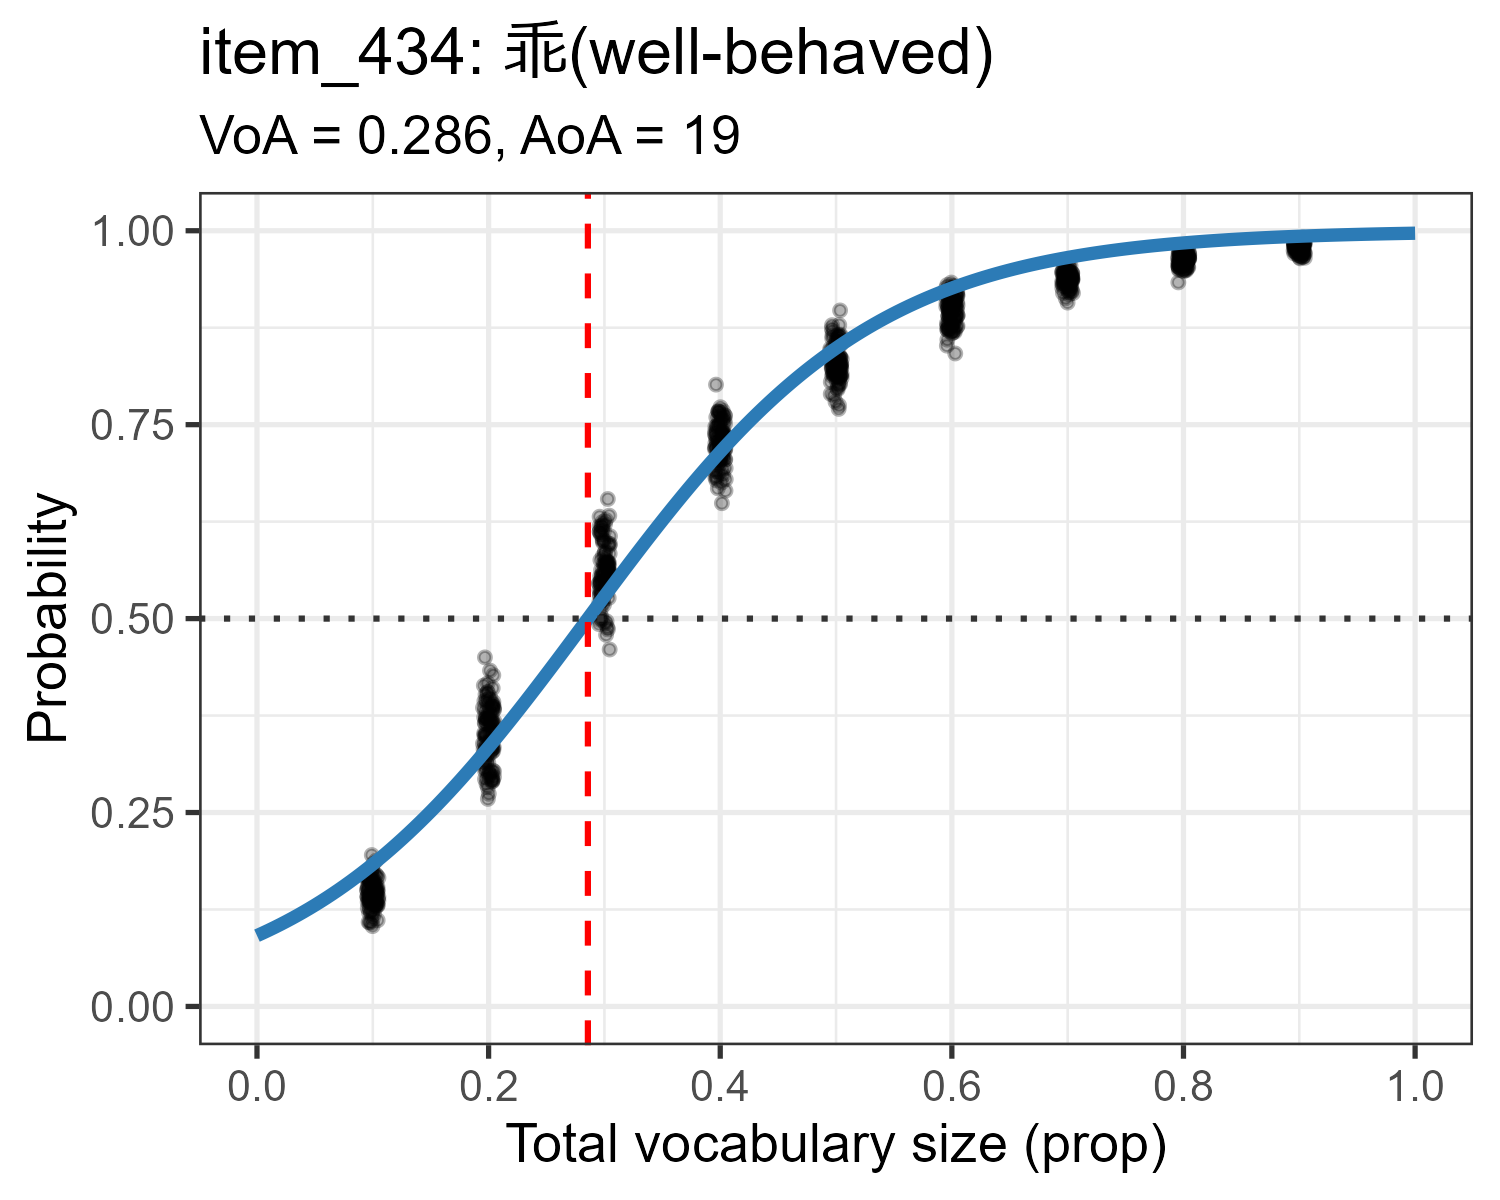 item_434: 乖(well-behaved)
VoA = 0.286, AoA = 19
Probability
1.00
0.75
0.50
0.25
0.00
0.0 0.2 0.4 0.6 0.8 1.0
Total vocabulary size (prop)